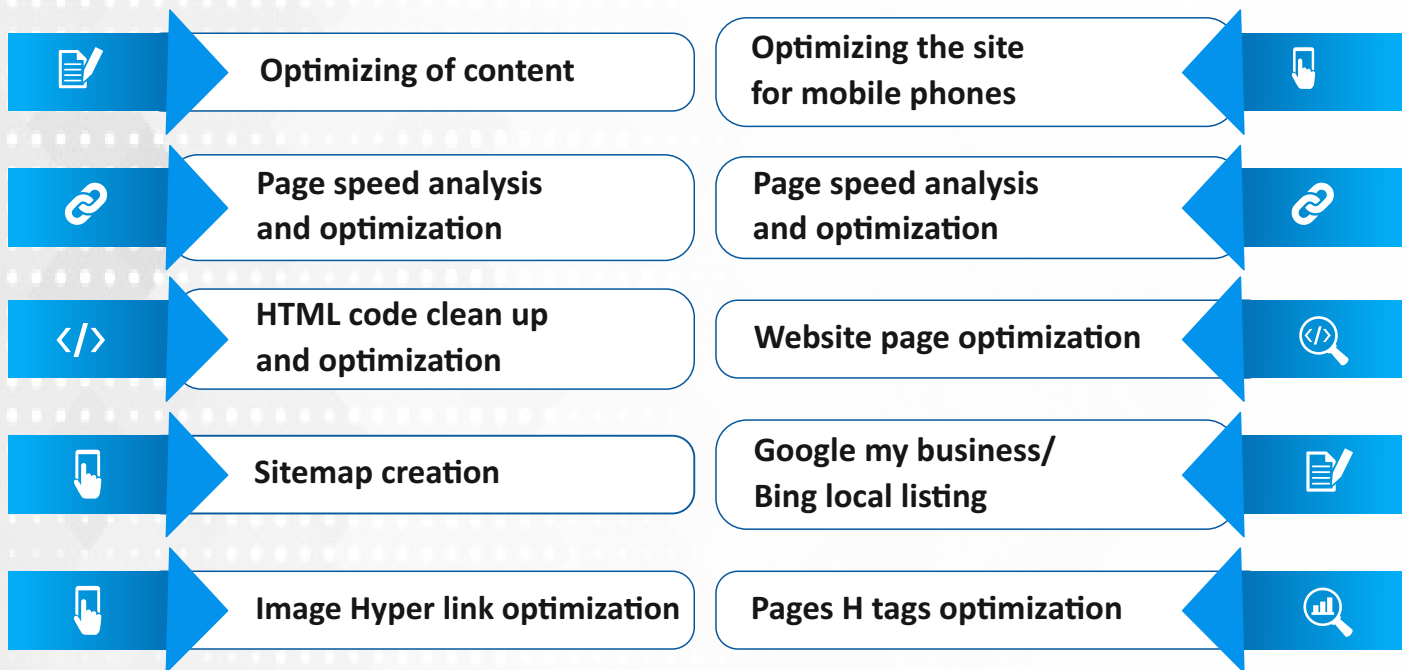 Optimizing of content
Optimizing the site
for mobile phones
Page speed analysis
and optimization
Page speed analysis
and optimization
HTML code clean up
and optimization
Website page optimization
Sitemap creation
Google my business/
Bing local listing
Image Hyper link optimization
Pages H tags optimization